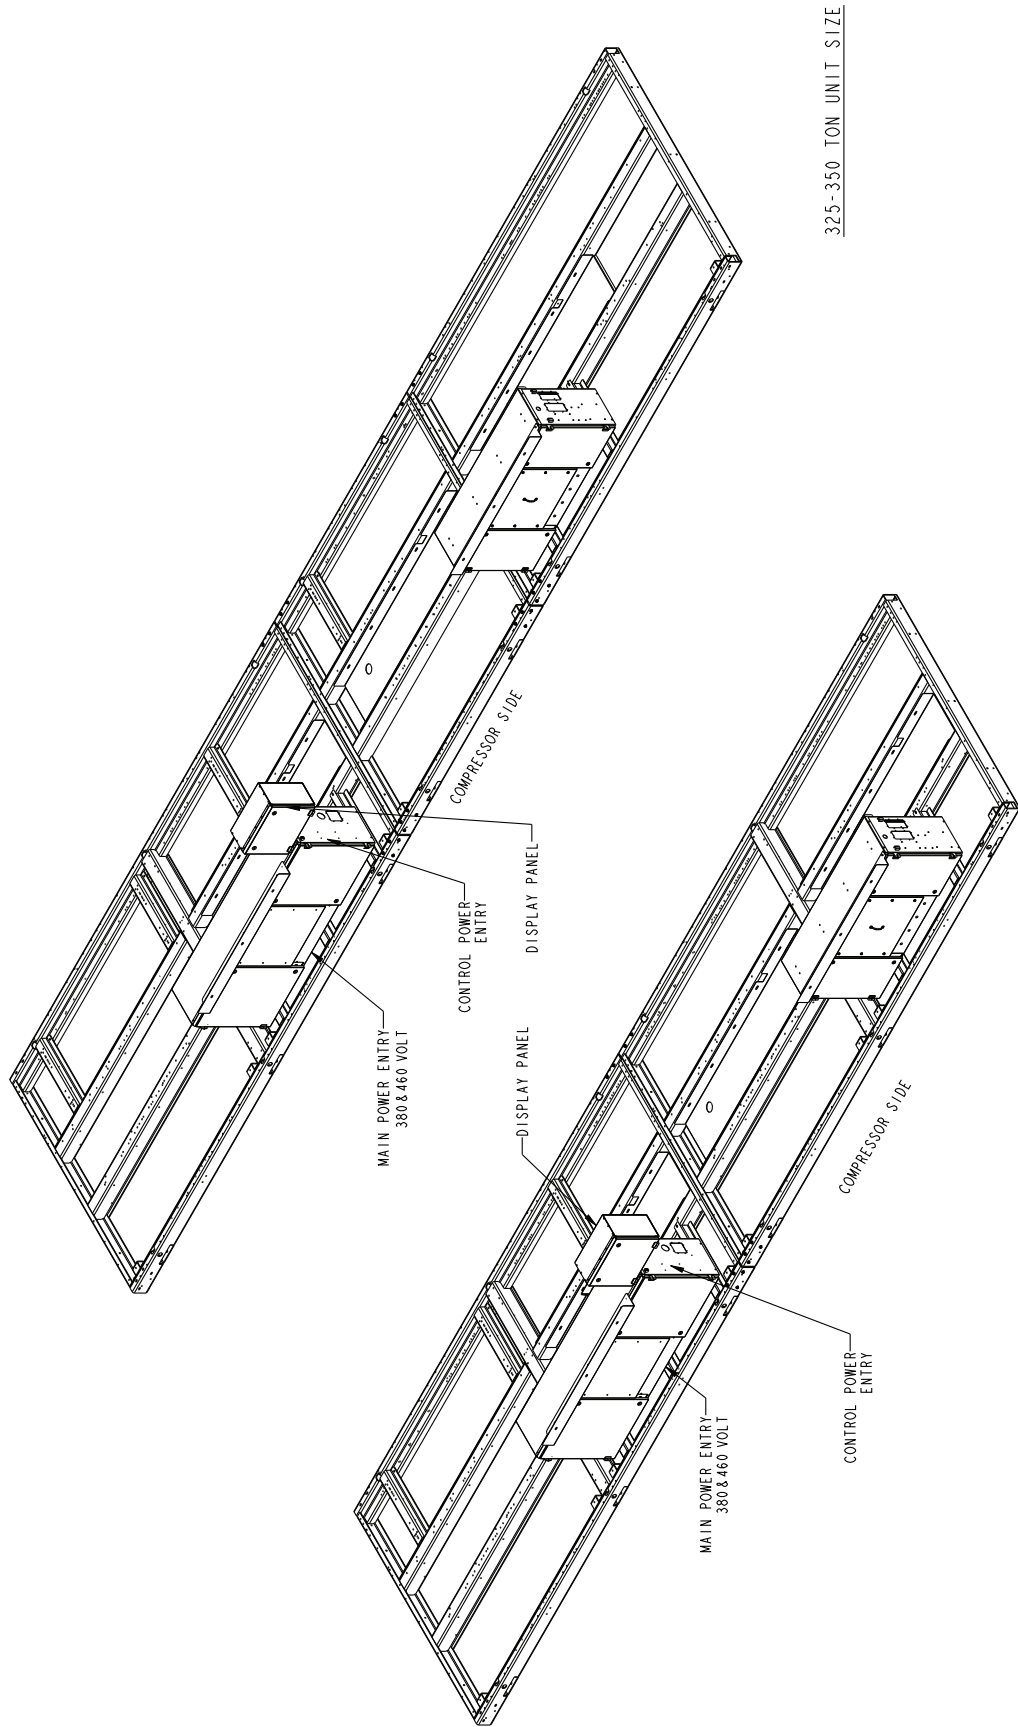 325-350 TON UNIT SIZE
COMPRESSOR SIDE
DISPLAY PANEL
CONTROL POWER
ENTRY
MAIN POWER ENTRY
380 & 460 VOLT
DISPLAY PANEL
COMPRESSOR SIDE
CONTROL POWER
ENTRY
MAIN POWER ENTRY
380 & 460 VOLT